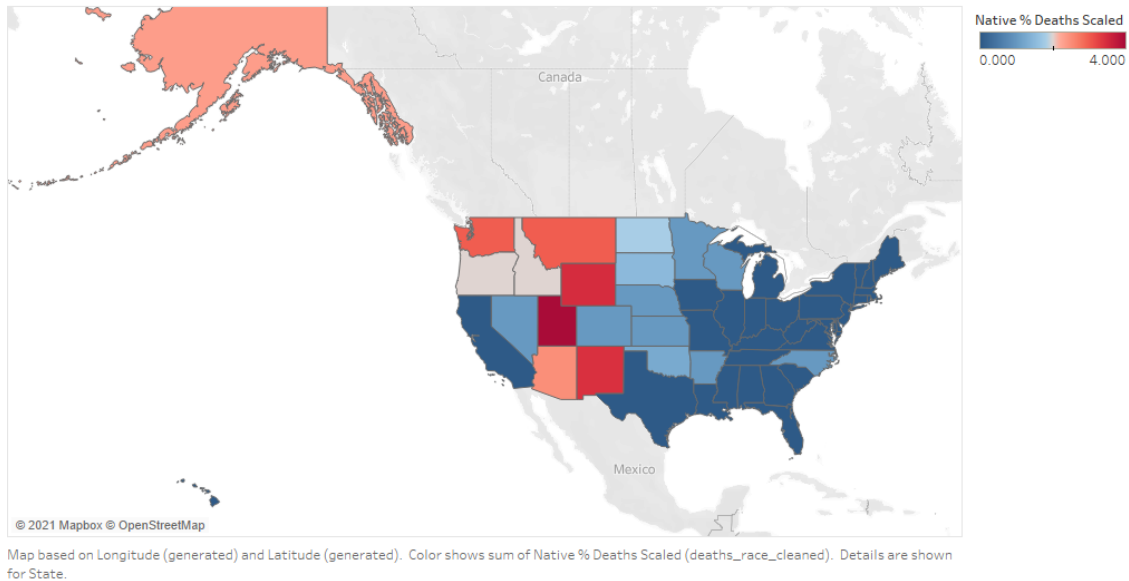 Native % Deaths Scaled
0.000 4.000
Canada
Mexico
© 2021 Mapbox © OpenStreetMap
Map based on Longitude (generated) and Latitude (generated). Color shows sum of Native % Deaths Scaled (deaths_race_cleaned). Details are shown
for State.